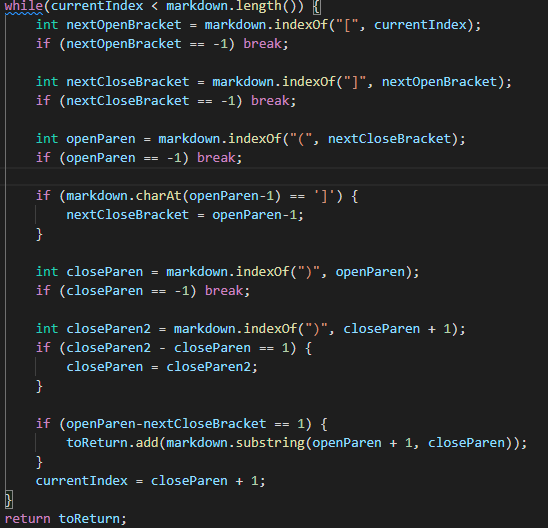 while(currentIndex < markdown.length()) {
    int nextOpenBracket = markdown.indexOf("[", currentIndex);
    if (nextOpenBracket == -1) break;

    int nextCloseBracket = markdown.indexOf("]", nextOpenBracket);
    if (nextCloseBracket == -1) break;

    int openParen = markdown.indexOf("(", nextCloseBracket);
    if (openParen == -1) break;

    if (markdown.charAt(openParen-1) == ']') {
        nextCloseBracket = openParen-1;
    }

    int closeParen = markdown.indexOf(")", openParen);
    if (closeParen == -1) break;

    int closeParen2 = markdown.indexOf(")", closeParen + 1);
    if (closeParen2 - closeParen == 1) {
        closeParen = closeParen2;
    }

    if (openParen-nextCloseBracket == 1) {
        toReturn.add(markdown.substring(openParen + 1, closeParen));
    }
    currentIndex = closeParen + 1;
}
return toReturn;